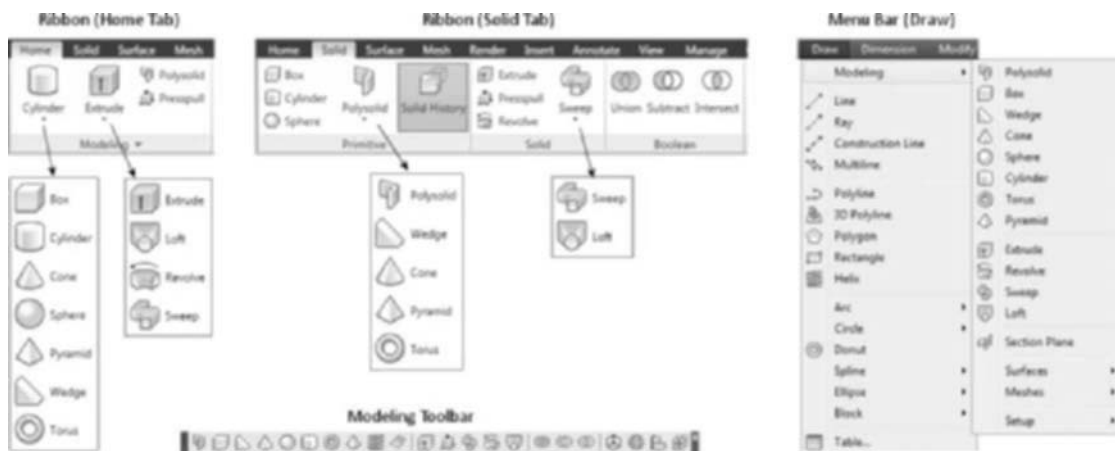 Ribbon (Home Tab)
Home Solid Surface Mesh
Cylinder
Extrude
Polysolid
Presspull
Modeling
Box
Cylinder
Cone
Sphere
Pyramid
Wedge
Torus
Extrude
Loft
Revolve
Sweep
Ribbon (Solid Tab)
Home Solid Surface Mesh Render Insert Annotate View Manage
Box
Cylinder
Sphere
Polysolid
Solid History
Extrude
Presspull
Revolve
Sweep
Union Subtract Intersect
Primitive Solid Boolean
Polysolid
Wedge
Cone
Pyramid
Torus
Sweep
Loft
Modeling Toolbar
Menu Bar (Draw)
Draw Dimension Modify
Modeling
Line
Ray
Construction Line
Multiline
Polyline
3D Polyline
Polygon
Rectangle
Helix
Arc
Circle
Donut
Spline
Ellipse
Block
Table...
Polysolid
Box
Wedge
Cone
Sphere
Cylinder
Torus
Pyramid
Extrude
Revolve
Sweep
Loft
Section Plane
Surfaces
Meshes
Setup